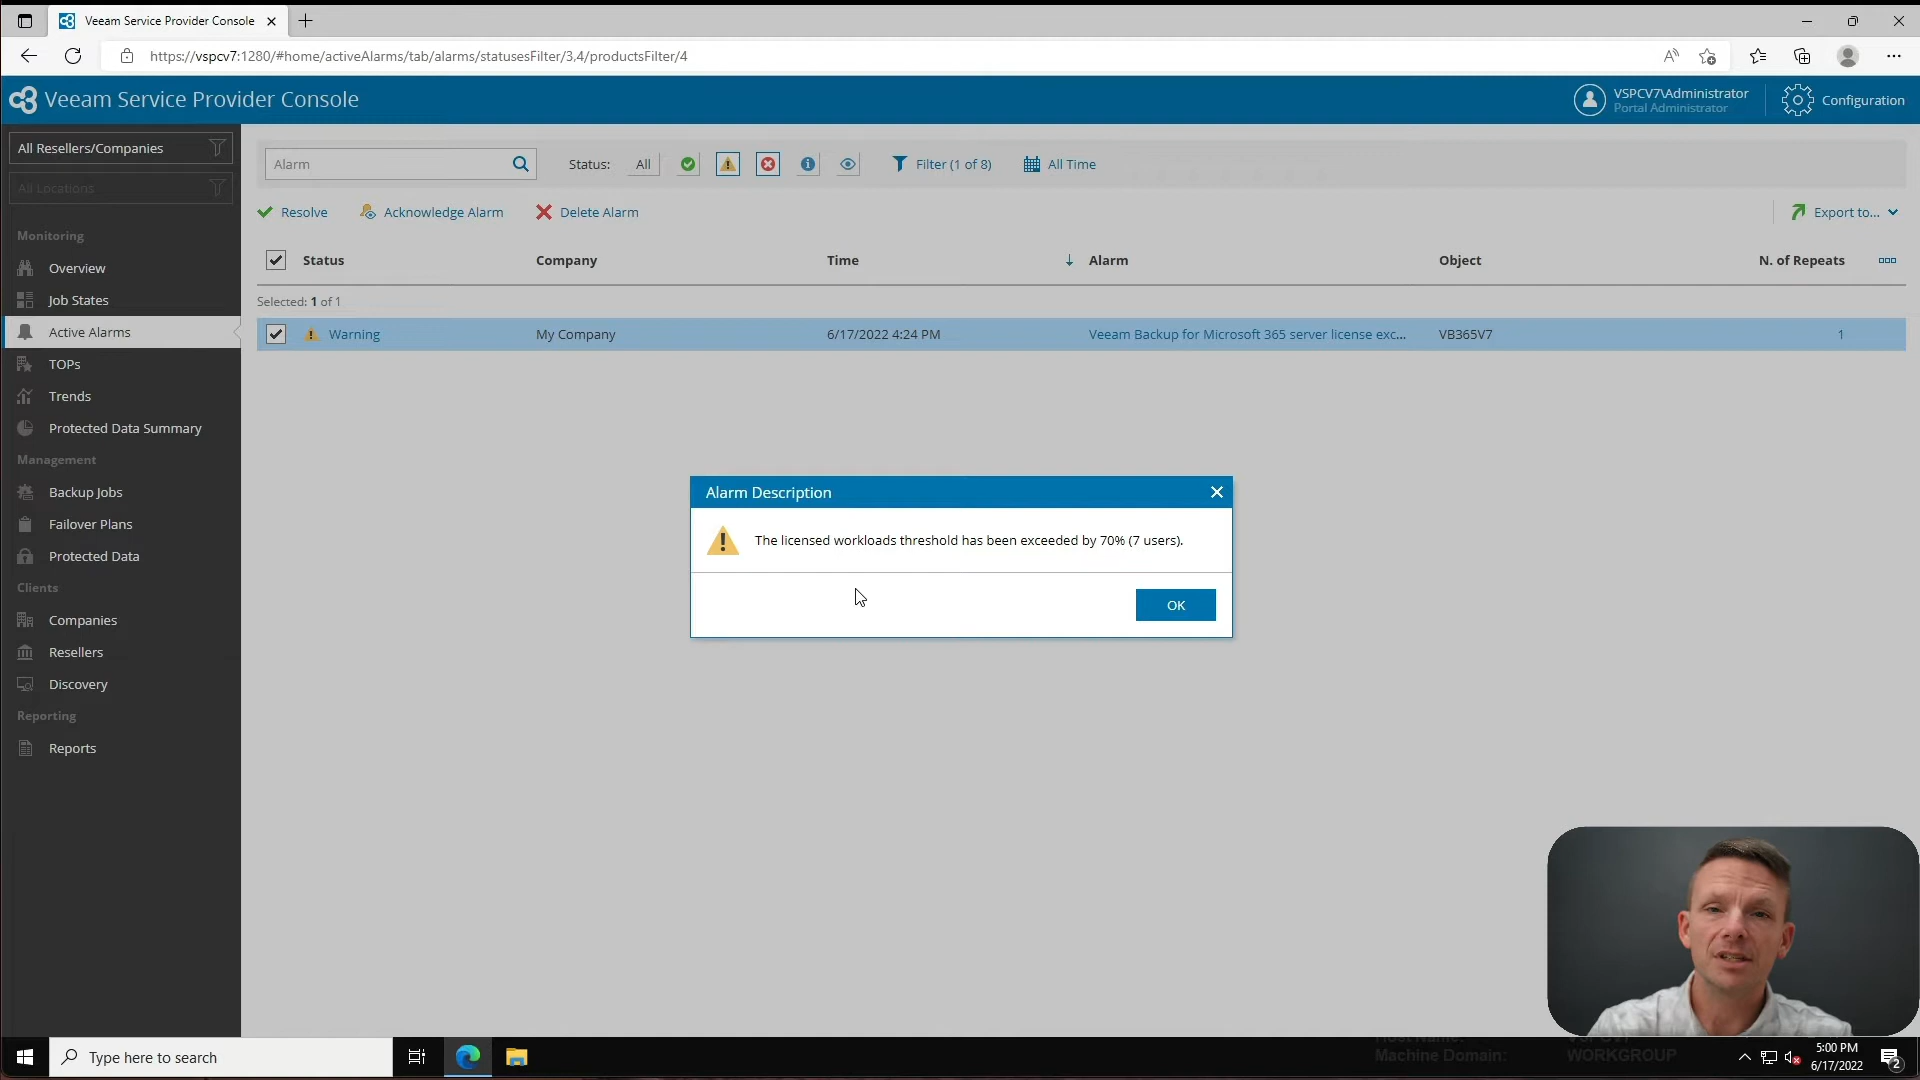 Veeam Service Provider Console
https://vspcv7:1280/#home/activeAlarms/tab/alarms/statusesFilter/3,4/productsFilter/4
Veeam Service Provider Console
VSPCV7\Administrator
Portal Administrator
Configuration
All Resellers/Companies
All Locations
Alarm
Status:
All
Filter (1 of 8)
All Time
Resolve
Acknowledge Alarm
Delete Alarm
Export to...
Monitoring
Overview
Job States
Active Alarms
TOPs
Trends
Protected Data Summary
Management
Backup Jobs
Failover Plans
Protected Data
Clients
Companies
Resellers
Discovery
Reporting
Reports
Status Company Time Alarm Object N. of Repeats
Selected: 1 of 1
Warning My Company 6/17/2022 4:24 PM Veeam Backup for Microsoft 365 server license exc... VB365V7 1
Alarm Description
The licensed workloads threshold has been exceeded by 70% (7 users).
OK
Type here to search
Machine Domain: WORKGROUP
5:00 PM
6/17/2022
2